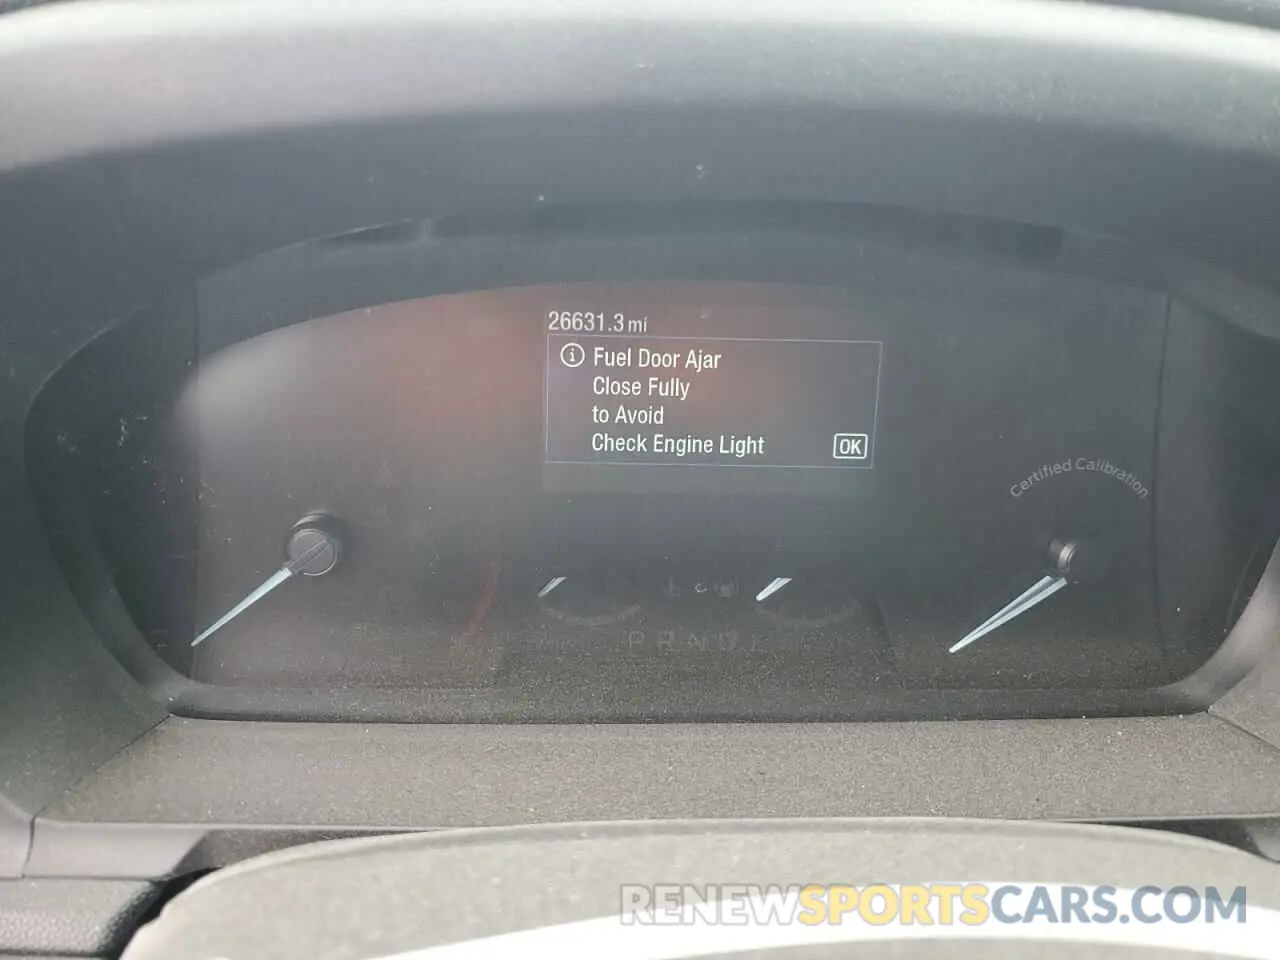 26631.3 mi
Fuel Door Ajar
Close Fully
to Avoid
Check Engine Light
OK
Certified Calibration
P R N D L
RENEWSPORTSCARS.COM